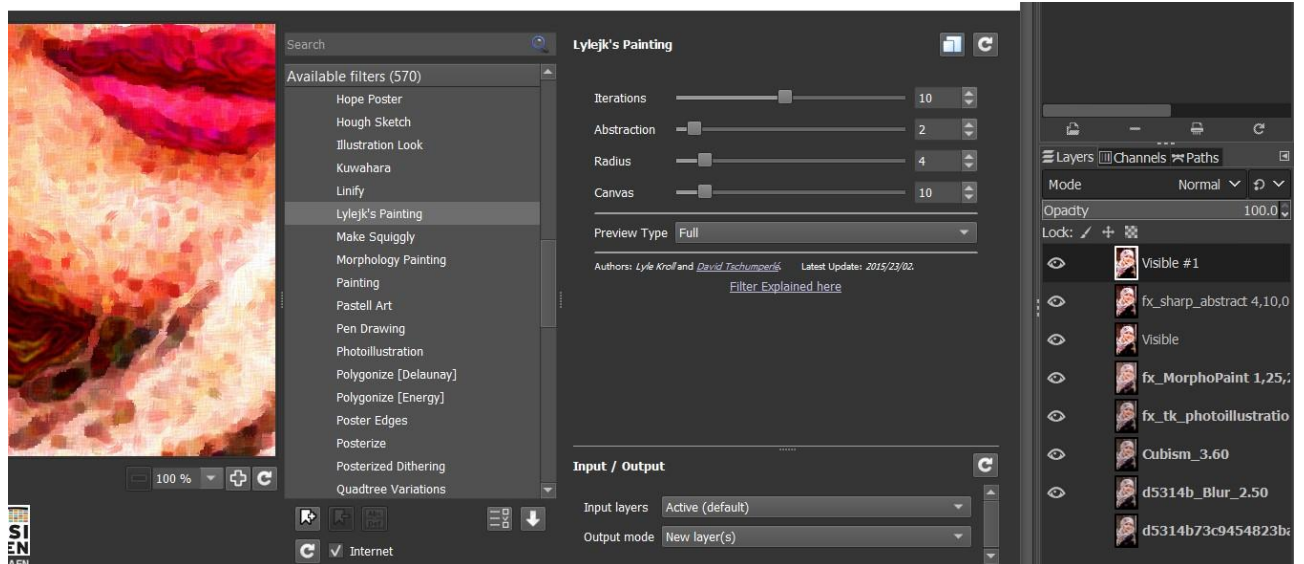 Search
Available filters (570)
Hope Poster
Hough Sketch
Illustration Look
Kuwahara
Linify
Lylejk's Painting
Make Squiggly
Morphology Painting
Painting
Pastell Art
Pen Drawing
Photoillustration
Polygonize [Delaunay]
Polygonize [Energy]
Poster Edges
Posterize
Posterized Dithering
Quadtree Variations
100 %
Internet
SI
EN
Lylejk's Painting
Iterations 10
Abstraction 2
Radius 4
Canvas 10
Preview Type Full
Authors: Lyle Kroll and David Tschumperlé. Latest Update: 2015/23/02.
Filter Explained here
Input / Output
Input layers Active (default)
Output mode New layer(s)
Layers Channels Paths
Mode Normal
Opacity 100.0
Lock:
Visible #1
fx_sharp_abstract 4,10,0
Visible
fx_MorphoPaint 1,25,
fx_tk_photoillustratio
Cubism_3.60
d5314b_Blur_2.50
d5314b73c9454823ba